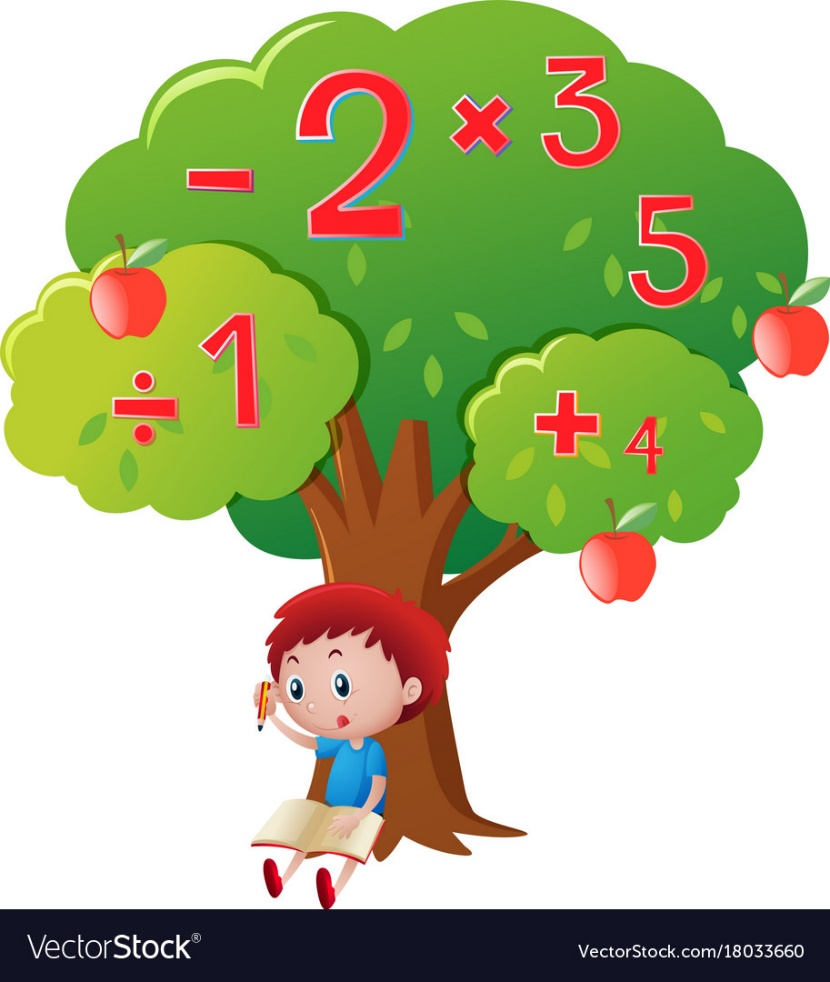 - 2 × 3
5
÷ 1
+ 4
VectorStock®
VectorStock.com/18033660